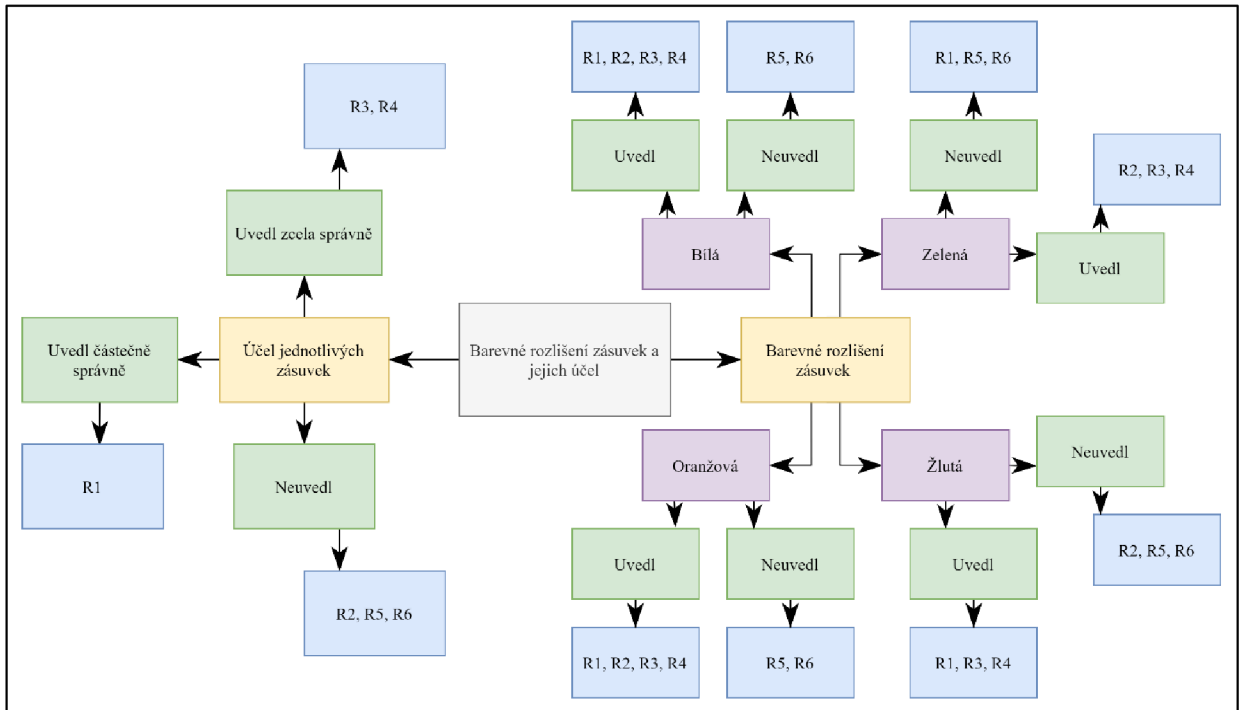 R1, R2, R3, R4
R5, R6
R1, R5, R6
R3, R4
Uvedl
Neuvedl
Neuvedl
R2, R3, R4
Uvedl zcela správně
Bílá
Zelená
Uvedl
Uvedl částečně
správně
Účel jednotlivých
zásuvek
Barevné rozlišení zásuvek a
jejich účel
Barevné rozlišení
zásuvek
R1
Neuvedl
Oranžová
Žlutá
Neuvedl
Uvedl
Neuvedl
Uvedl
R2, R5, R6
R2, R5, R6
R1, R2, R3, R4
R5, R6
R1, R3, R4